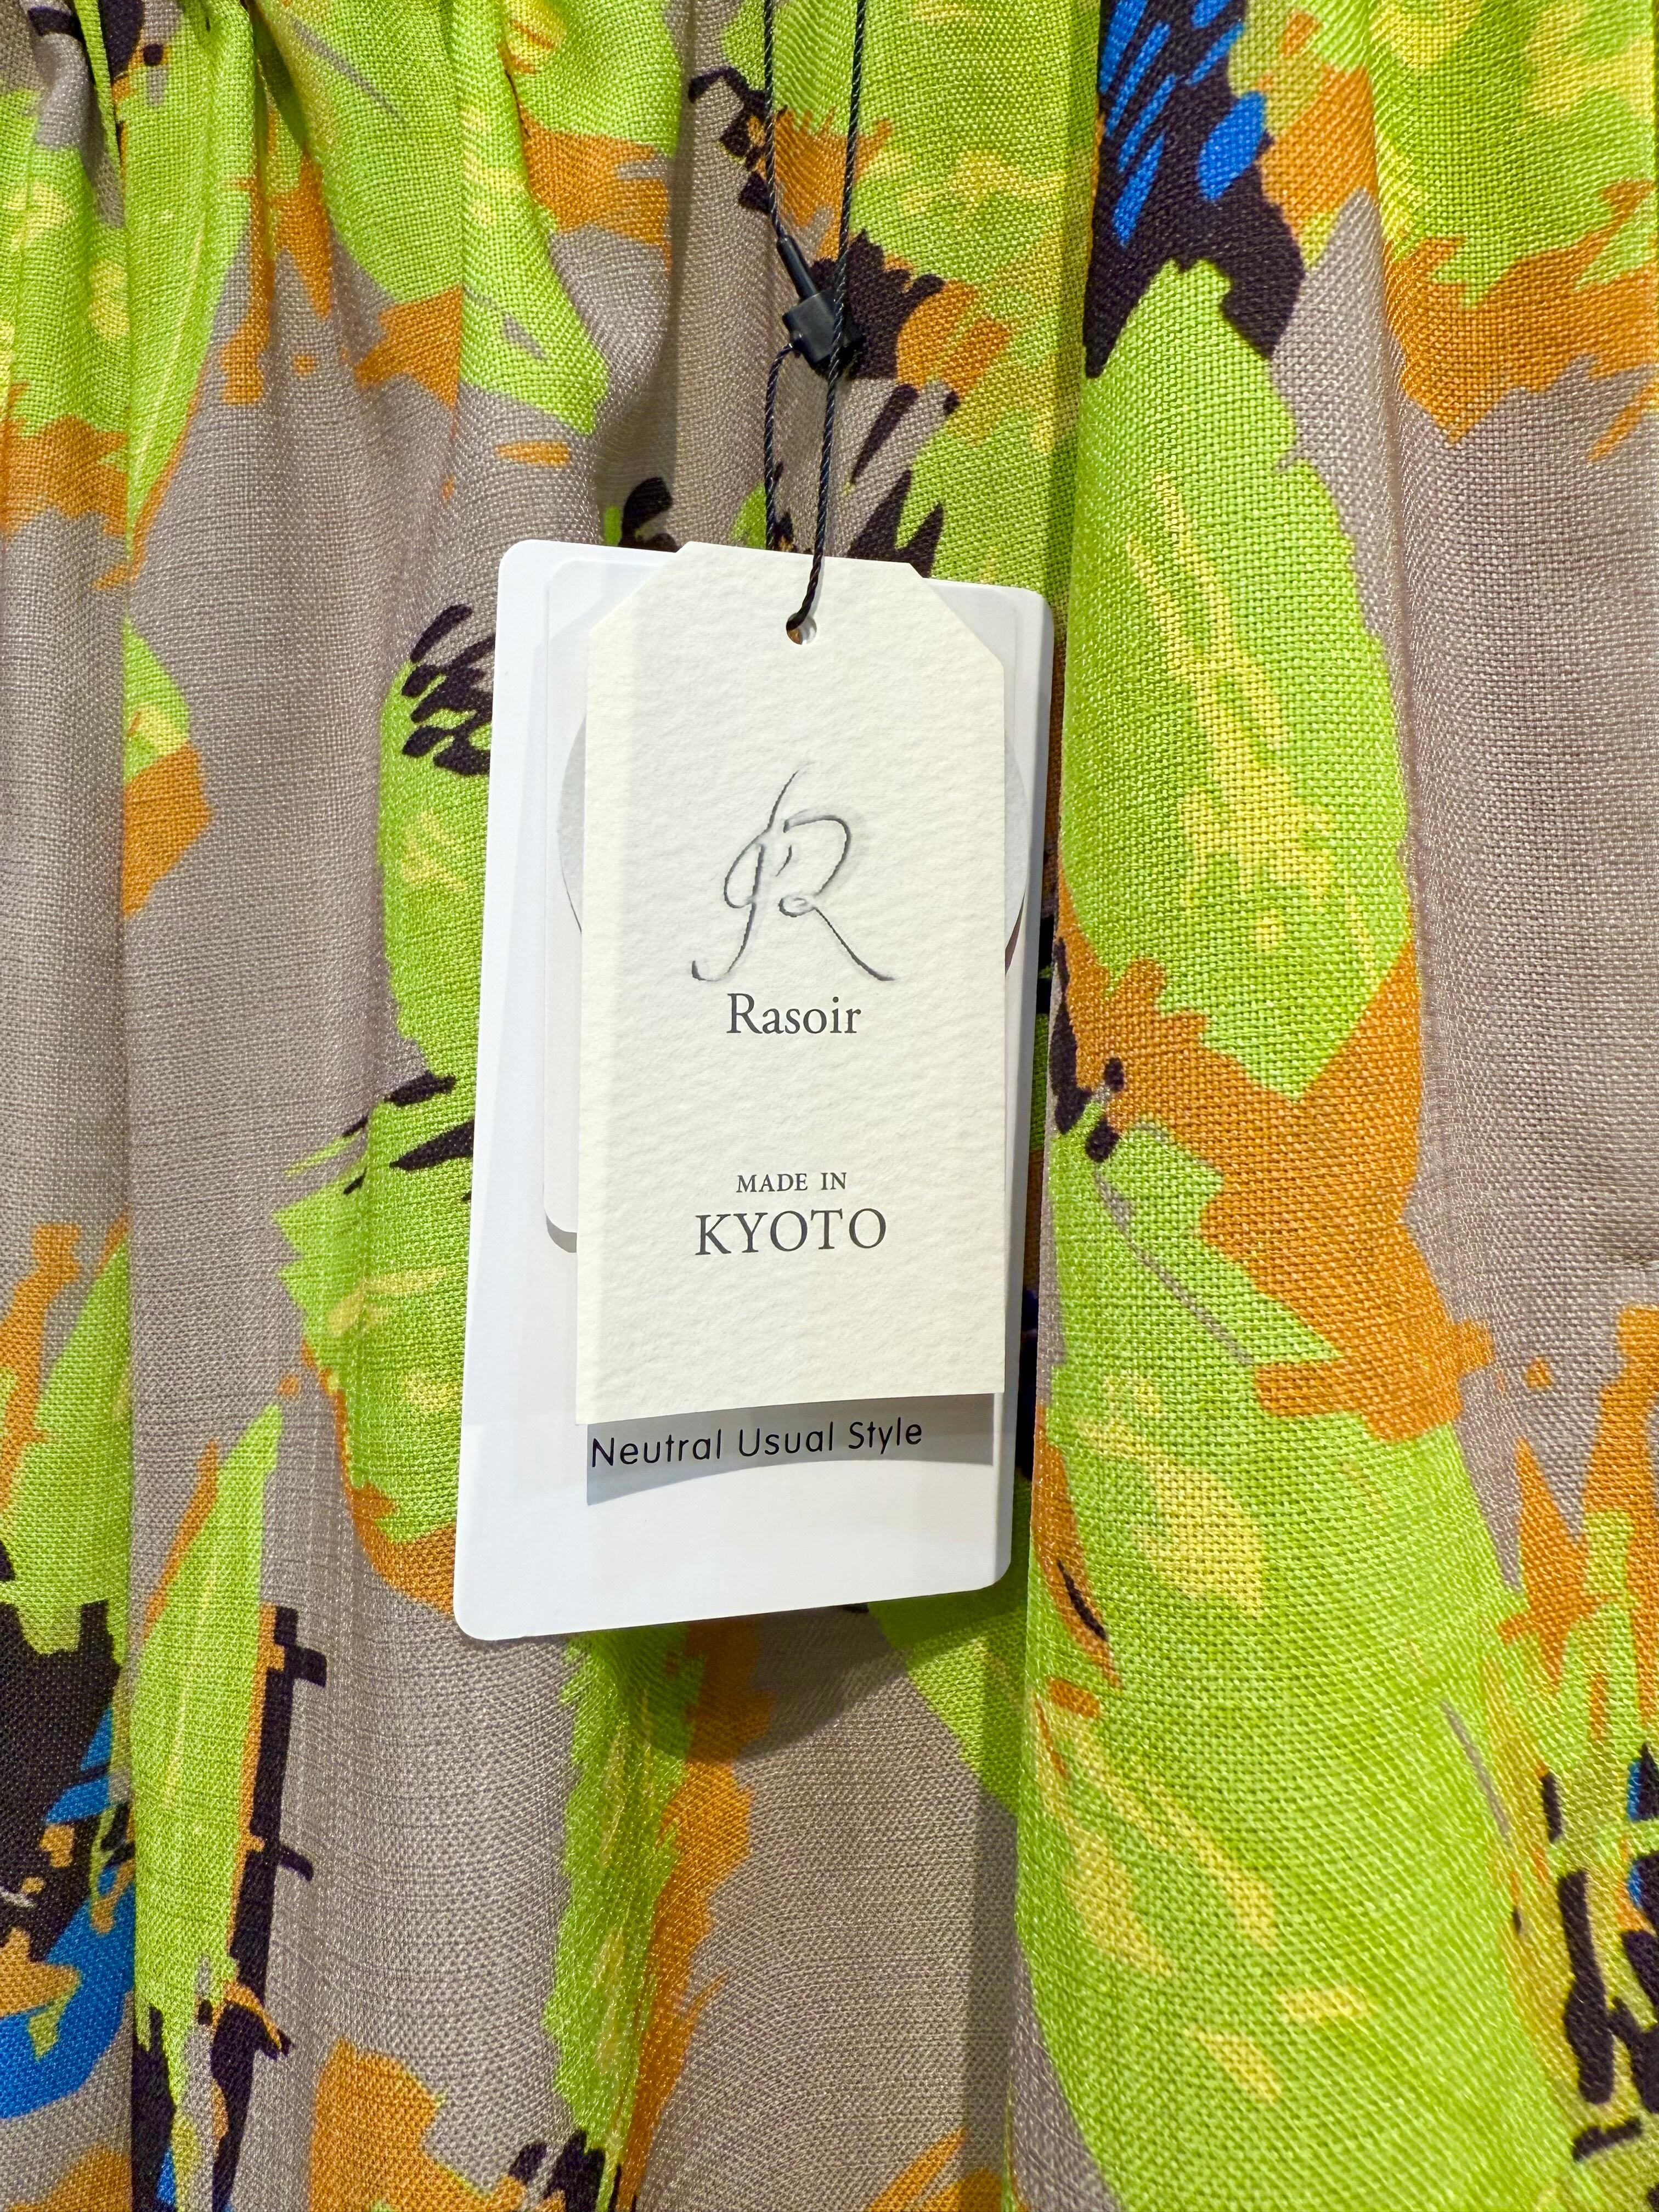 R
Rasoir
MADE IN
KYOTO
Neutral Usual Style